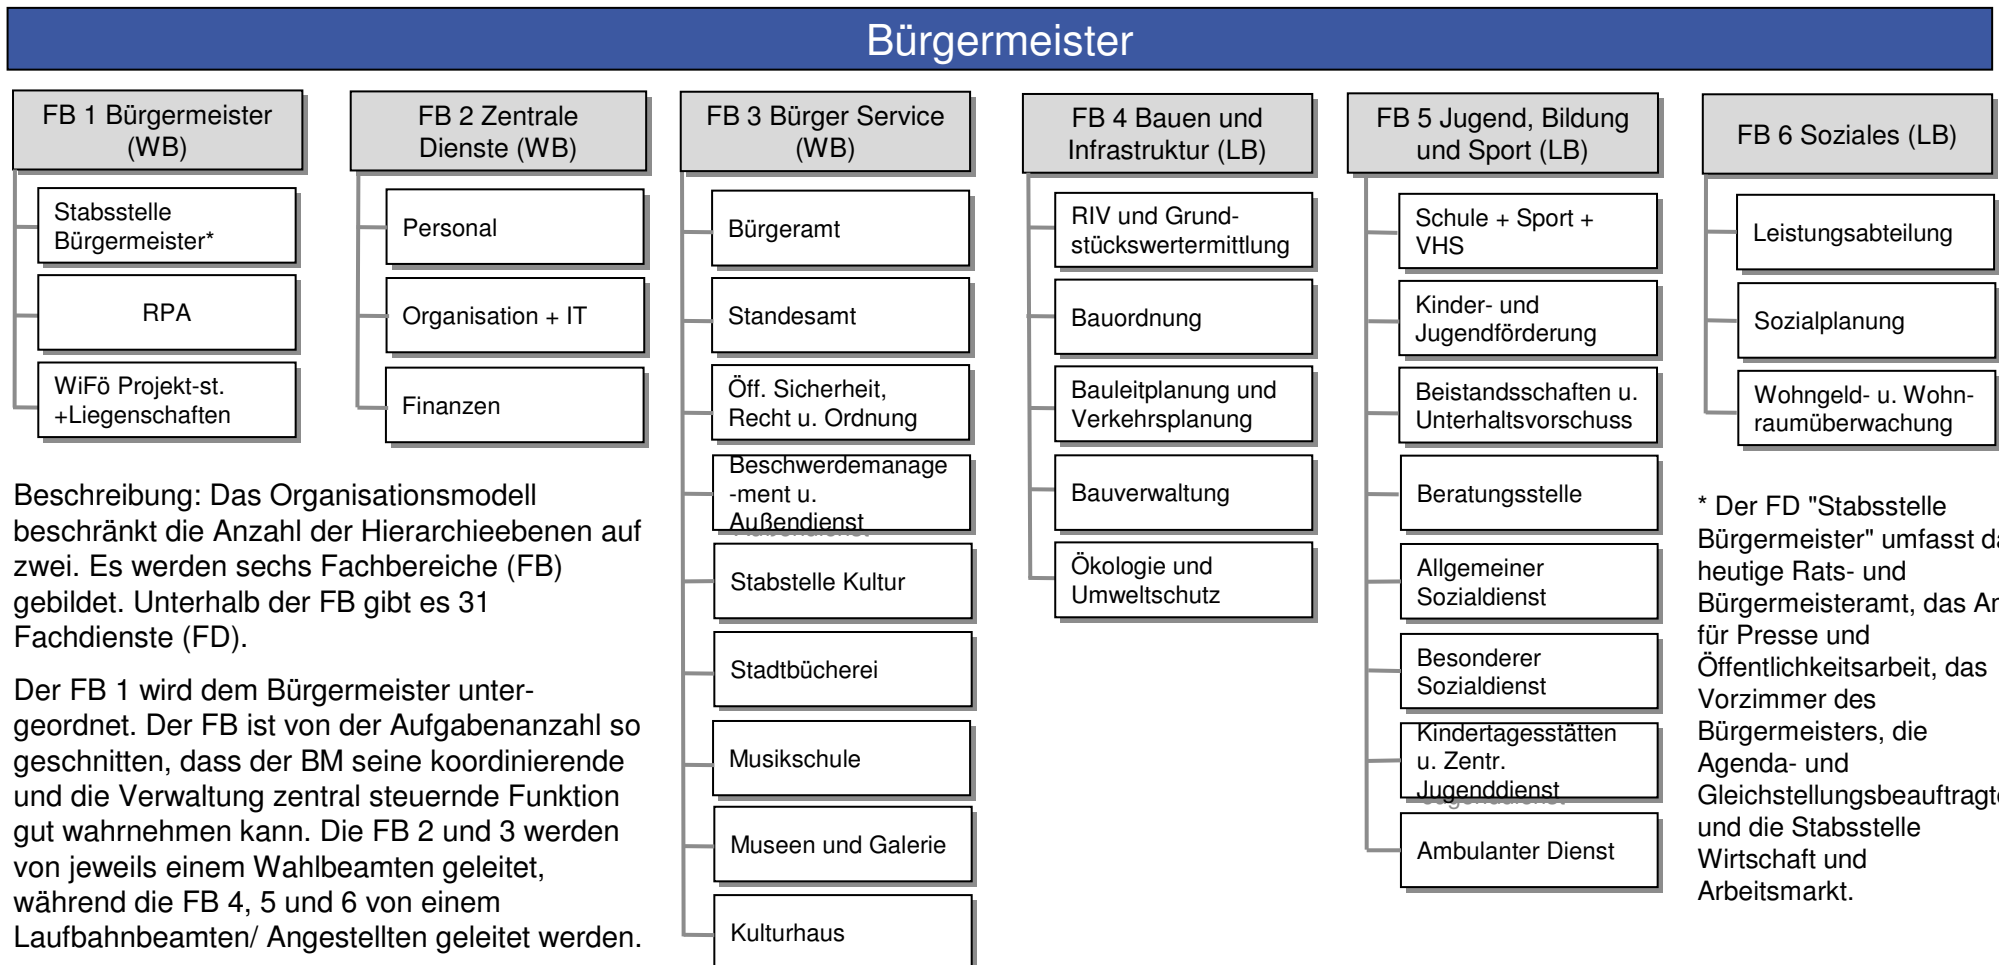 Bürgermeister
FB 1 Bürgermeister
(WB)
Stabsstelle
Bürgermeister*
RPA
WiFö Projekt-st.
+Liegenschaften
FB 2 Zentrale
Dienste (WB)
Personal
Organisation + IT
Finanzen
FB 3 Bürger Service
(WB)
Bürgeramt
Standesamt
Öff. Sicherheit,
Recht u. Ordnung
Beschwerdemanage
-ment u.
Außendienst
Stabstelle Kultur
Stadtbücherei
Musikschule
Museen und Galerie
Kulturhaus
FB 4 Bauen und
Infrastruktur (LB)
RIV und Grund-
stückswertermittlung
Bauordnung
Bauleitplanung und
Verkehrsplanung
Bauverwaltung
Ökologie und
Umweltschutz
FB 5 Jugend, Bildung
und Sport (LB)
Schule + Sport +
VHS
Kinder- und
Jugendförderung
Beistandsschaften u.
Unterhaltsvorschuss
Beratungsstelle
Allgemeiner
Sozialdienst
Besonderer
Sozialdienst
Kindertagesstätten
u. Zentr.
Jugenddienst
Ambulanter Dienst
FB 6 Soziales (LB)
Leistungsabteilung
Sozialplanung
Wohngeld- u. Wohn-
raumüberwachung
Beschreibung: Das Organisationsmodell
beschränkt die Anzahl der Hierarchieebenen auf
zwei. Es werden sechs Fachbereiche (FB)
gebildet. Unterhalb der FB gibt es 31
Fachdienste (FD).
Der FB 1 wird dem Bürgermeister unter-
geordnet. Der FB ist von der Aufgabenanzahl so
geschnitten, dass der BM seine koordinierende
und die Verwaltung zentral steuernde Funktion
gut wahrnehmen kann. Die FB 2 und 3 werden
von jeweils einem Wahlbeamten geleitet,
während die FB 4, 5 und 6 von einem
Laufbahnbeamten/ Angestellten geleitet werden.
* Der FD "Stabsstelle
Bürgermeister" umfasst
heutige Rats- und
Bürgermeisteramt, das
für Presse und
Öffentlichkeitsarbeit, das
Vorzimmer des
Bürgermeisters, die
Agenda- und
Gleichstellungsbeauftragte
und die Stabsstelle
Wirtschaft und
Arbeitsmarkt.